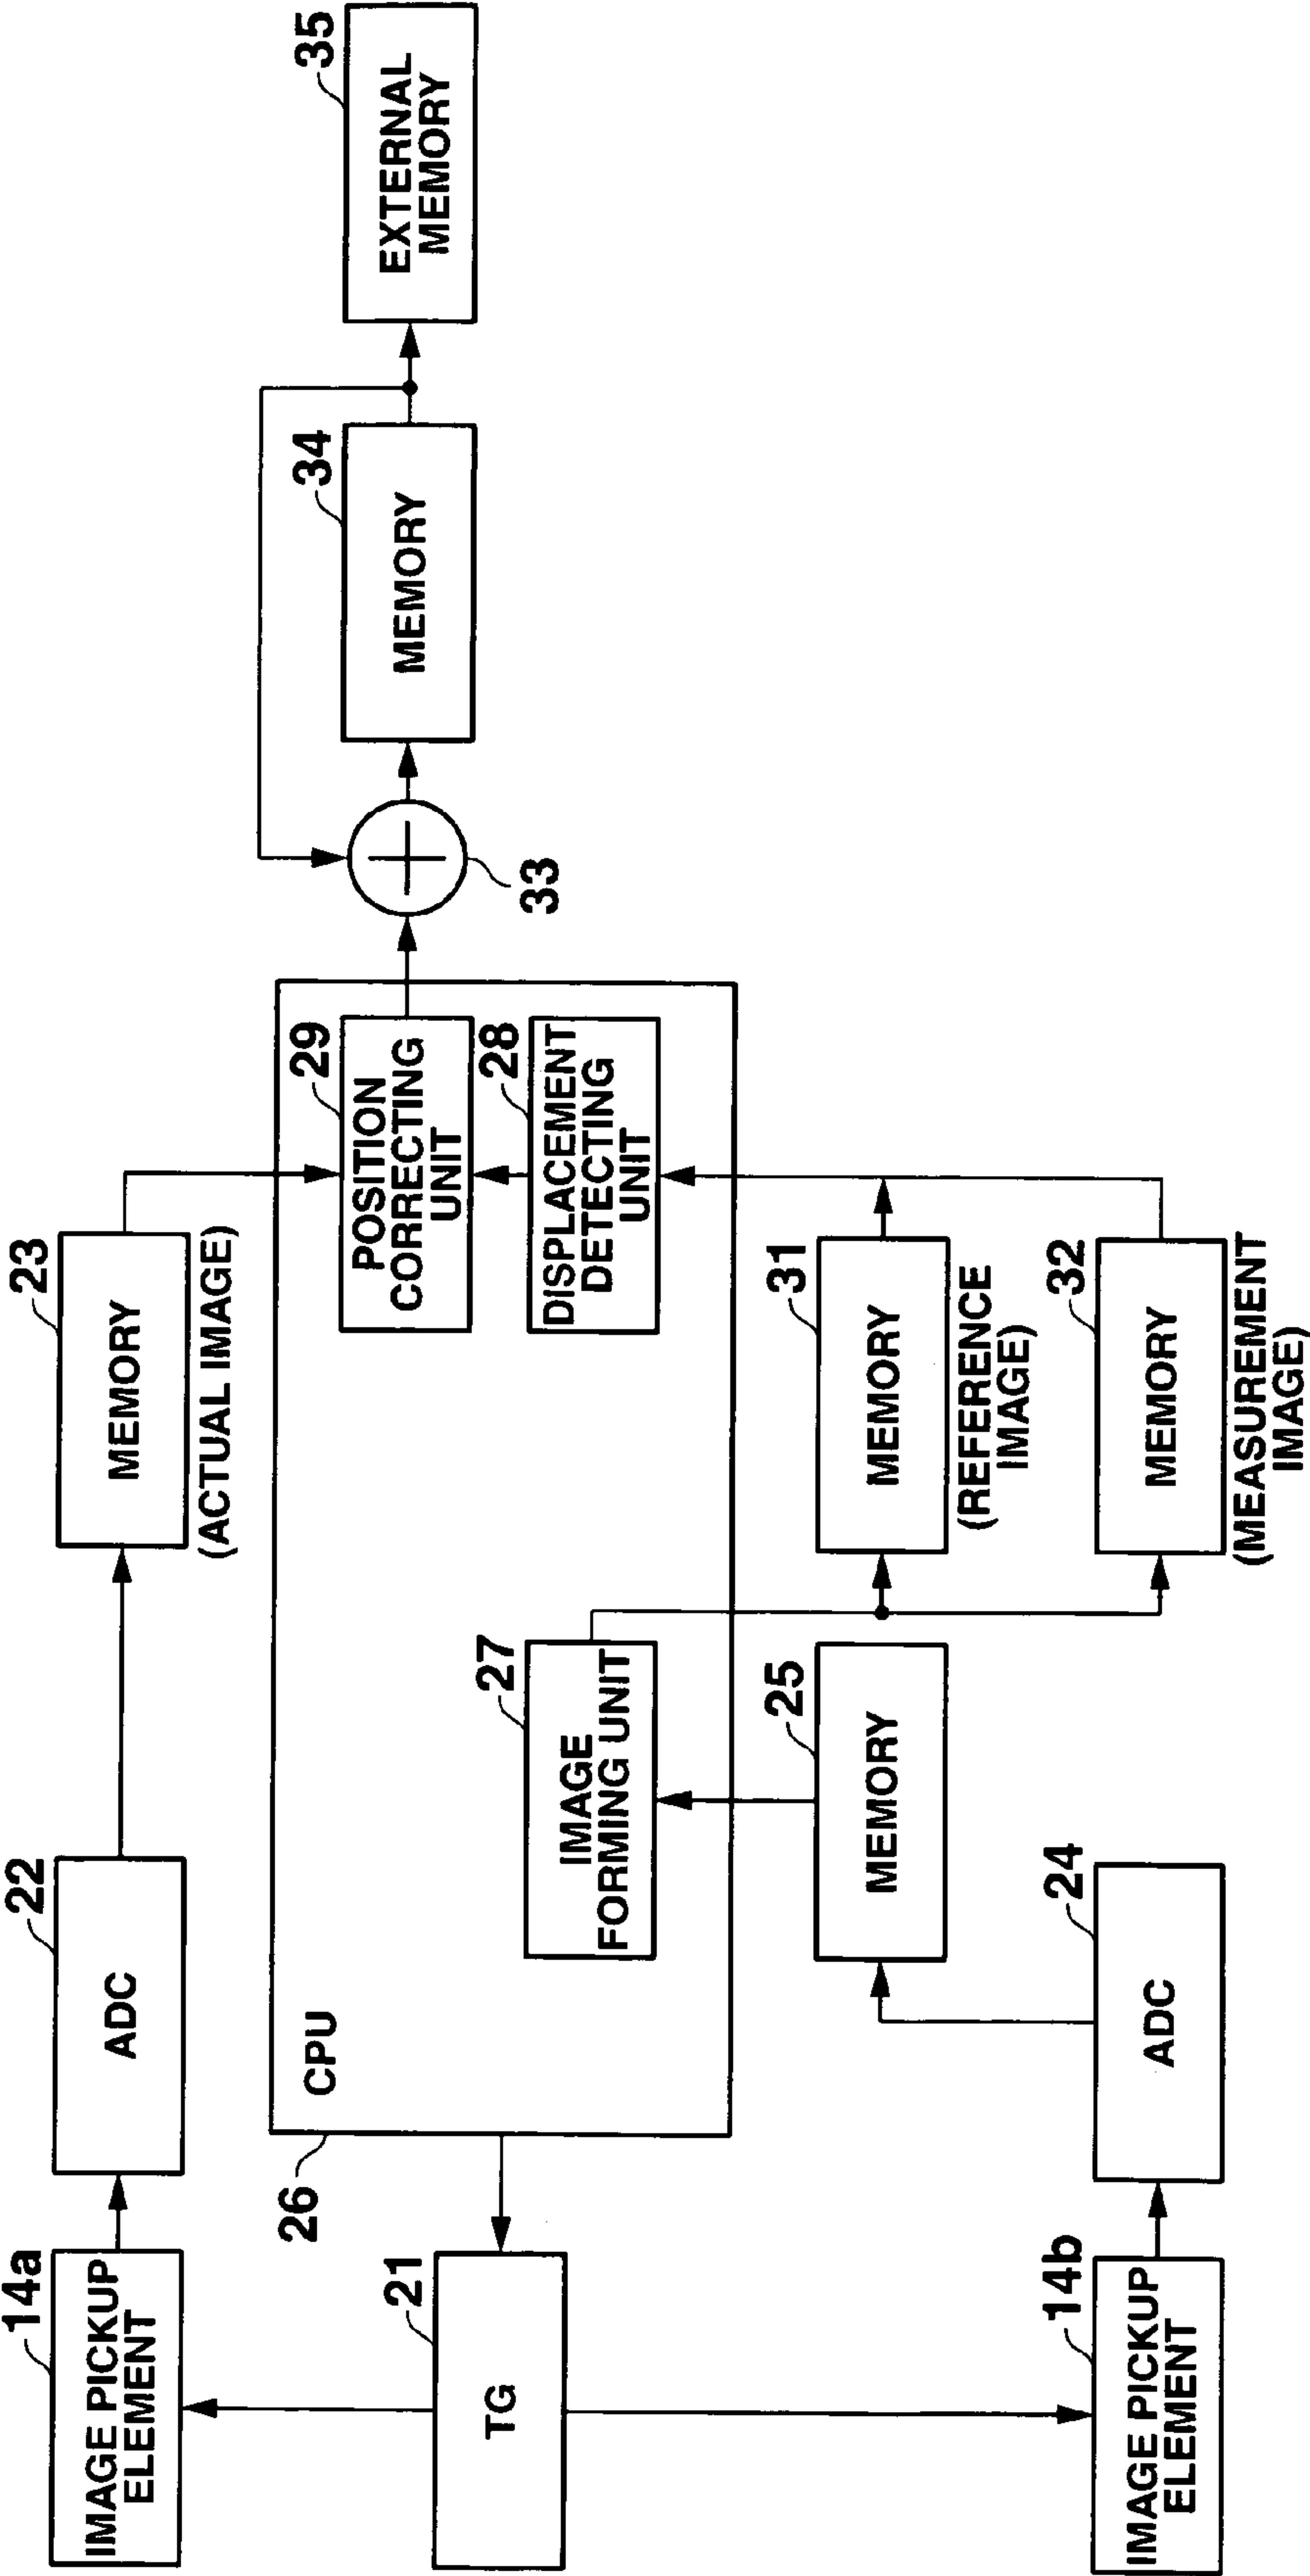 14a
IMAGE PICKUP
ELEMENT
22
ADC
23
MEMORY
(ACTUAL IMAGE)
21
TG
26
CPU
27
IMAGE
FORMING UNIT
29
POSITION
CORRECTING
UNIT
28
DISPLACEMENT
DETECTING
UNIT
33
34
MEMORY
35
EXTERNAL
MEMORY
14b
IMAGE PICKUP
ELEMENT
24
ADC
25
MEMORY
31
MEMORY
(REFERENCE
IMAGE)
32
MEMORY
(MEASUREMENT
IMAGE)